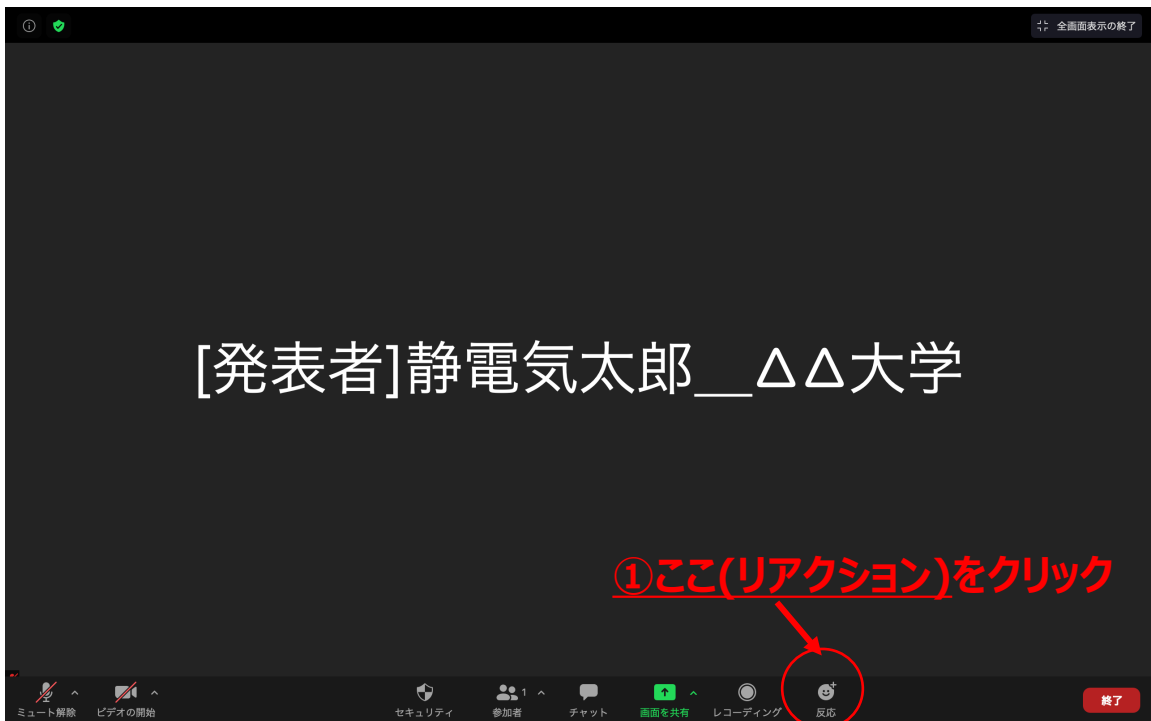 全画面表示の終了
[発表者]静電気太郎__△△大学
①ここ(リアクション)をクリック
ミュート解除 ビデオの開始 セキュリティ 参加者 1 チャット 画面を共有 レコーディング 反応 終了